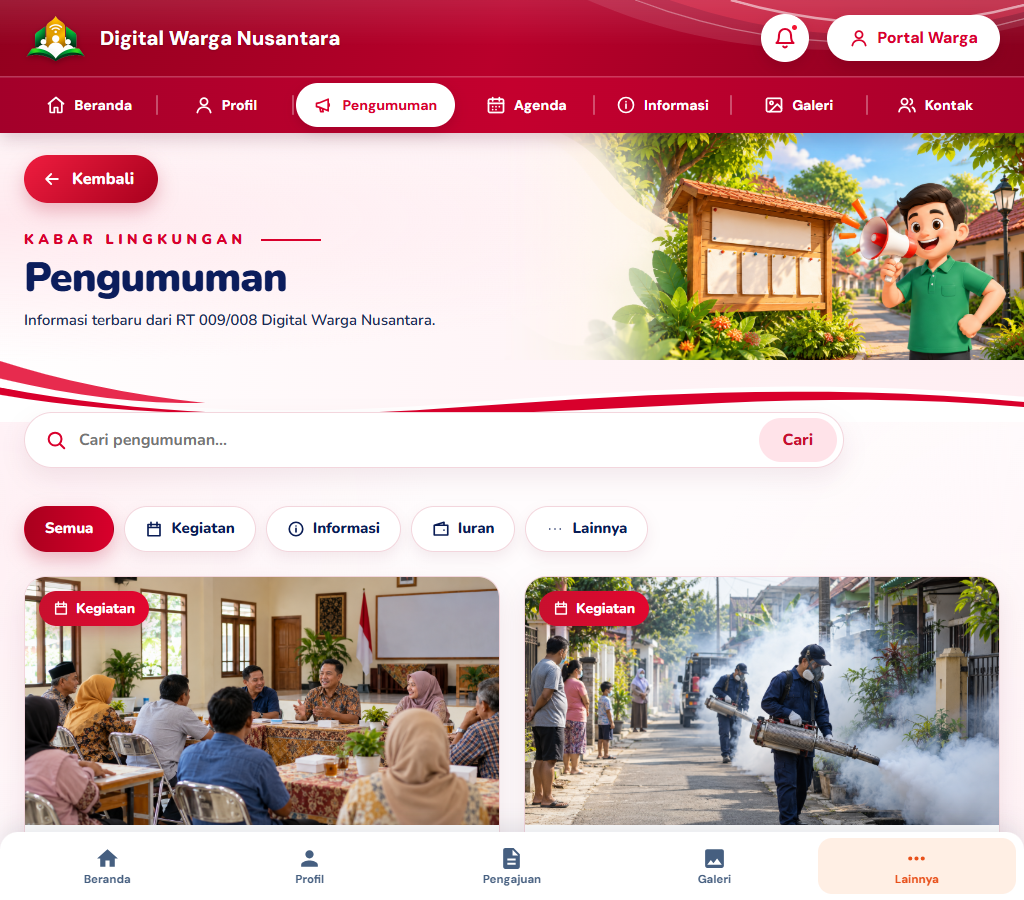 Digital Warga Nusantara
Portal Warga
Beranda
Profil
Pengumuman
Agenda
Informasi
Galeri
Kontak
Kembali
KABAR LINGKUNGAN
Pengumuman
Informasi terbaru dari RT 009/008 Digital Warga Nusantara.
Cari pengumuman...
Cari
Semua
Kegiatan
Informasi
Iuran
Lainnya
Kegiatan
Kegiatan
Beranda
Profil
Pengajuan
Galeri
Lainnya